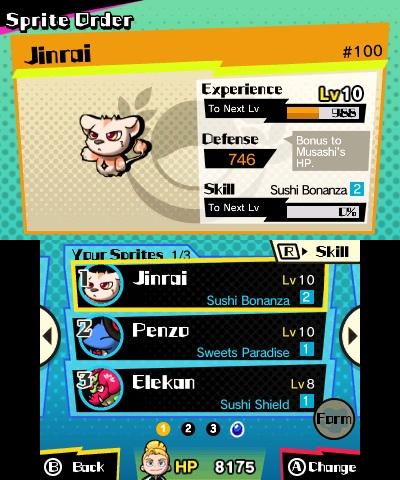 Sprite Order
Jinrai
#100
Experience Lv10
To Next Lv 988
Defense
746
Bonus to
Musashi's
HP.
Skill Sushi Bonanza 2
To Next Lv 0%
Your Sprites 1/3
R Skill
1 Jinrai Lv10
Sushi Bonanza 2
2 Penzo Lv10
Sweets Paradise 1
3 Elekan Lv8
Sushi Shield 1
1 2 3
Form
B Back
HP 8175
A Change